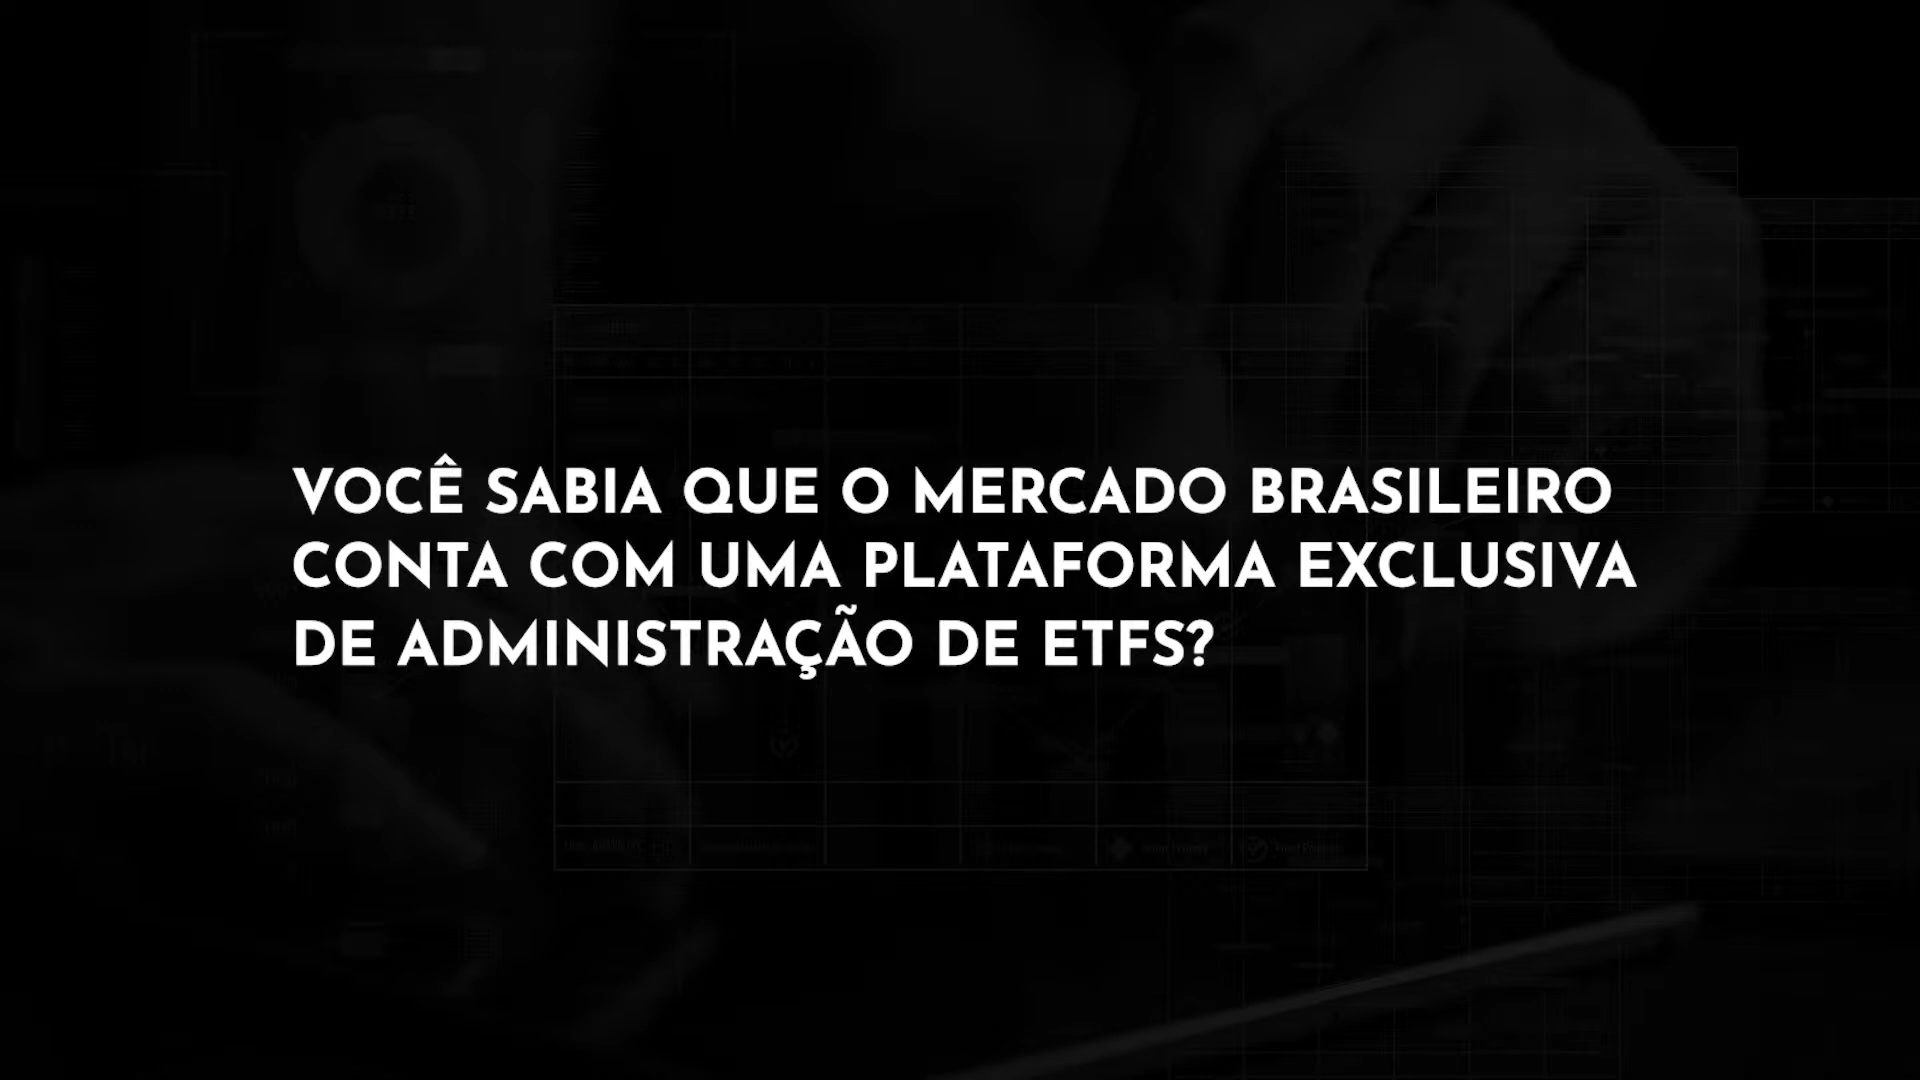 VOCÊ SABIA QUE O MERCADO BRASILEIRO
CONTA COM UMA PLATAFORMA EXCLUSIVA
DE ADMINISTRAÇÃO DE ETFS?